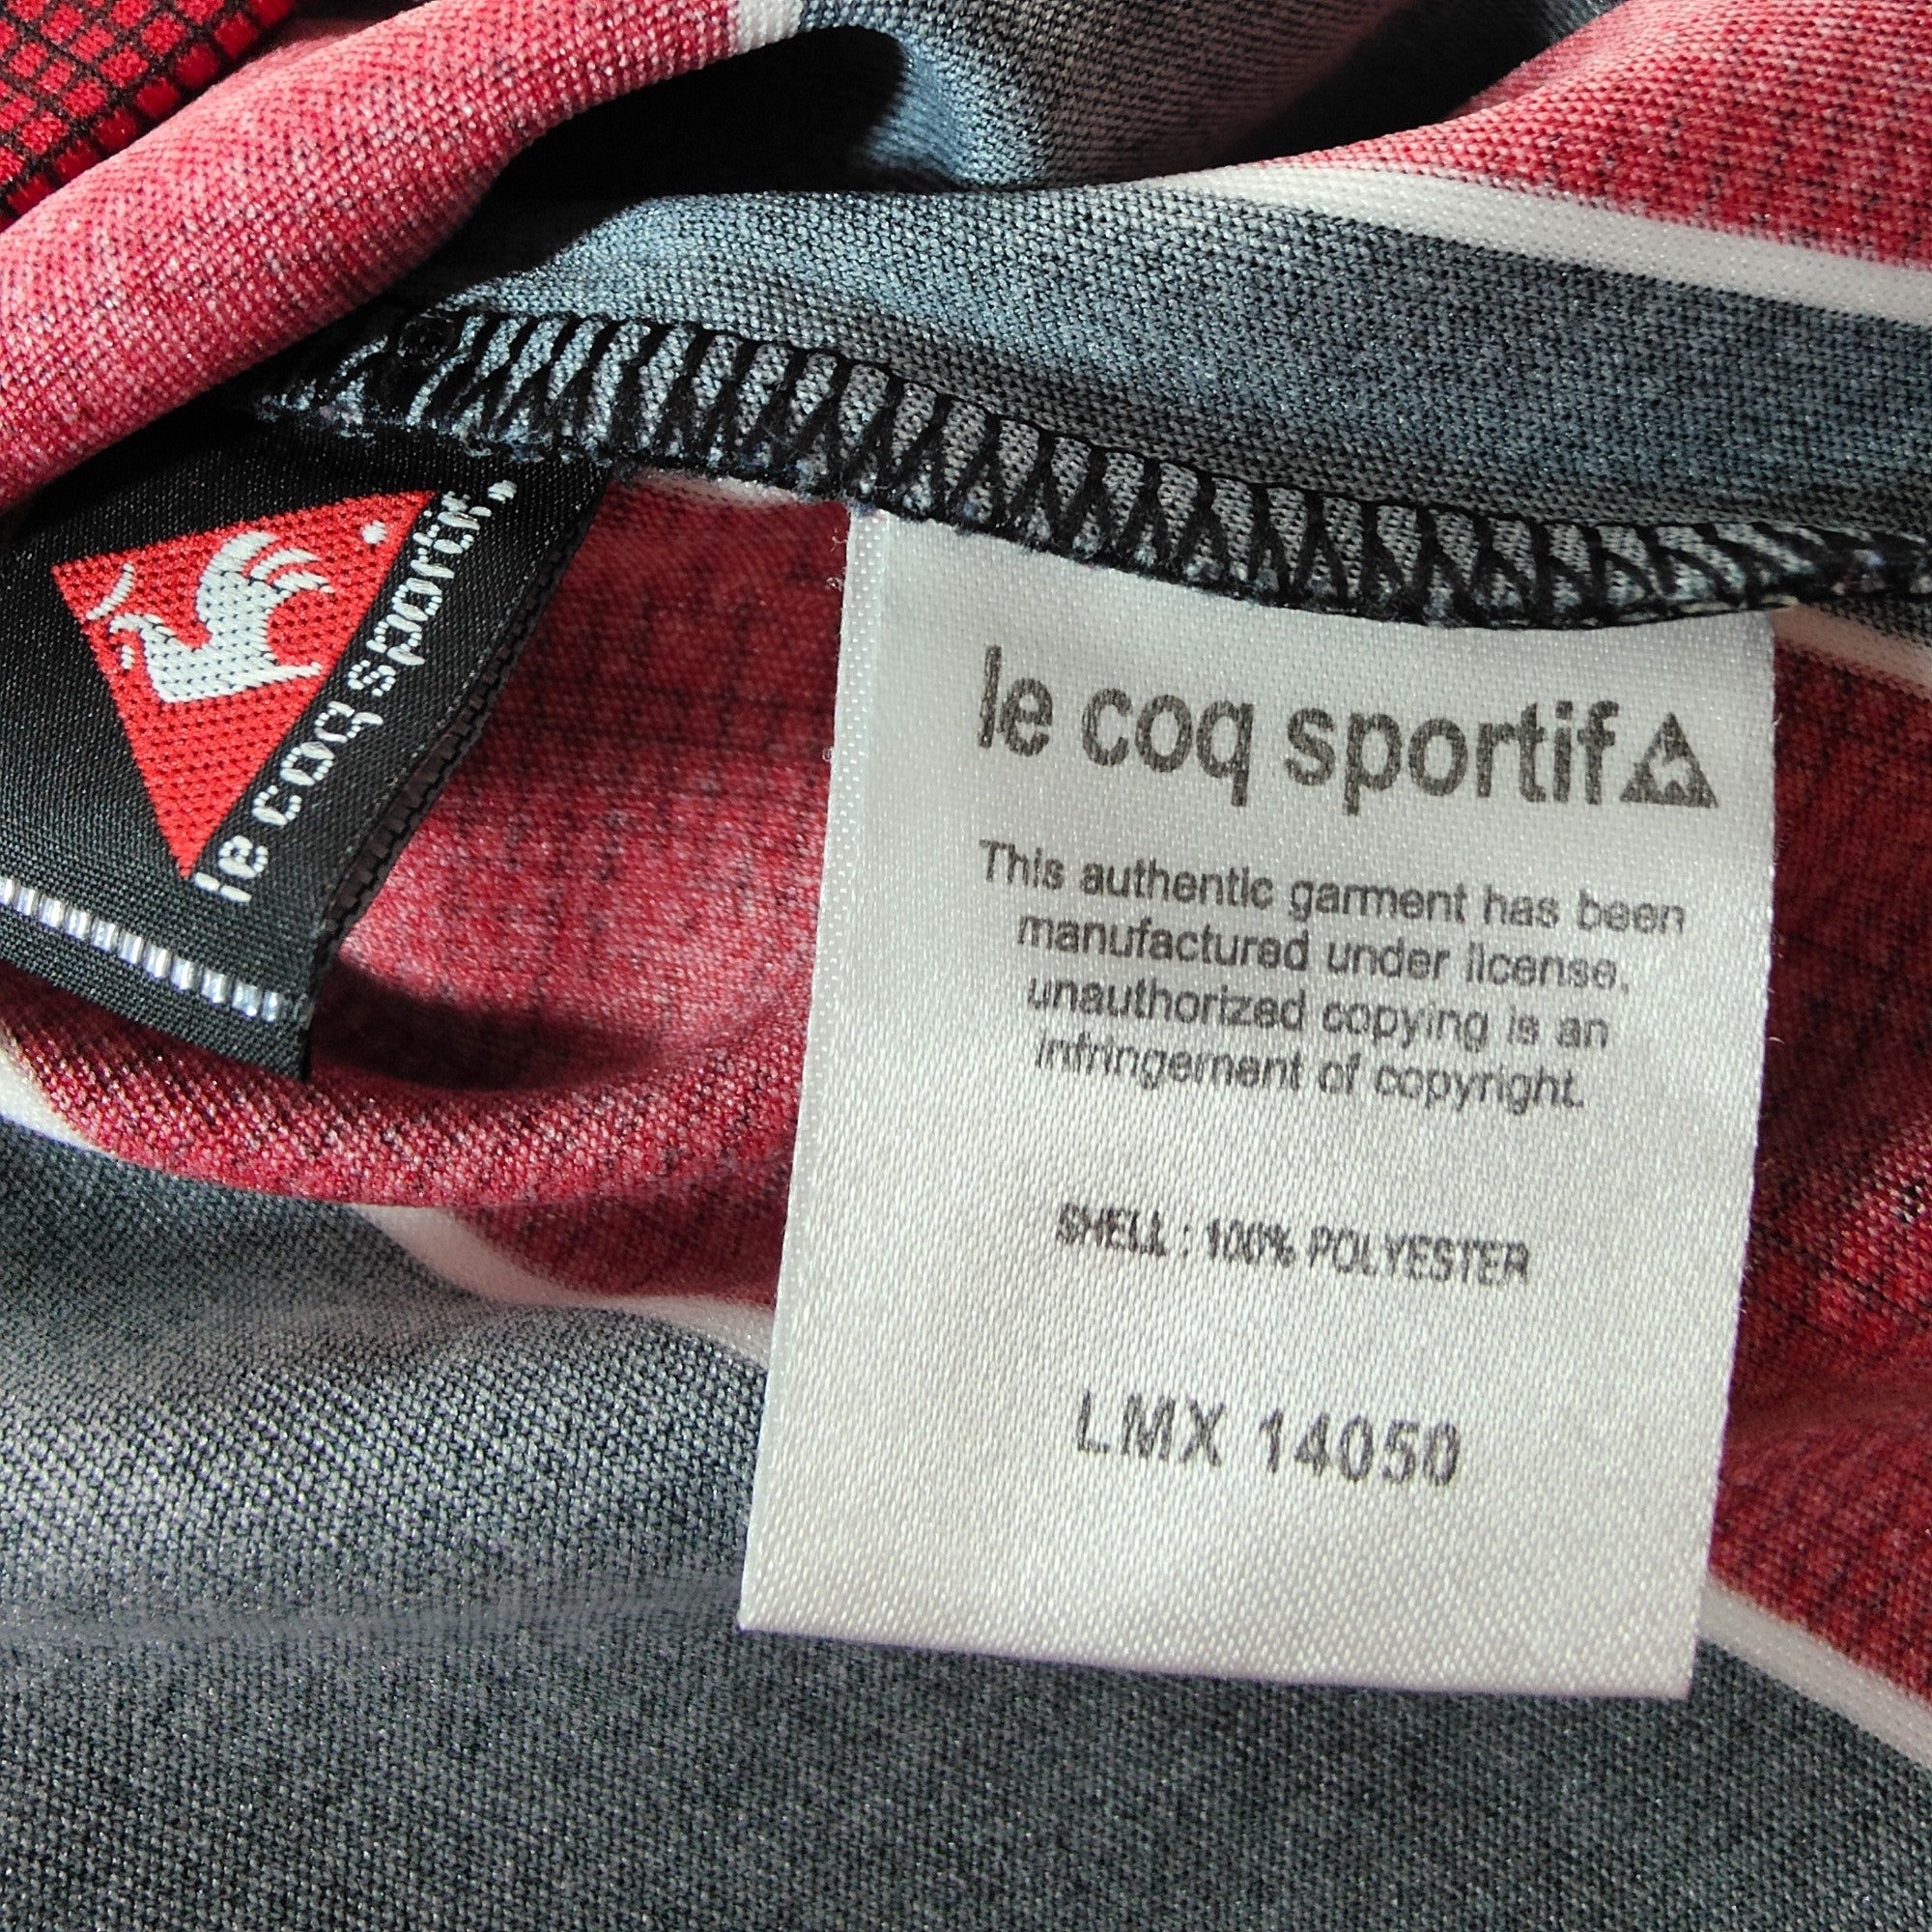 le coq sportif.
le coq sportif
This authentic garment has been
manufactured under license,
unauthorized copying is an
infringement of copyright.
SHELL : 100% POLYESTER
LMX 14050